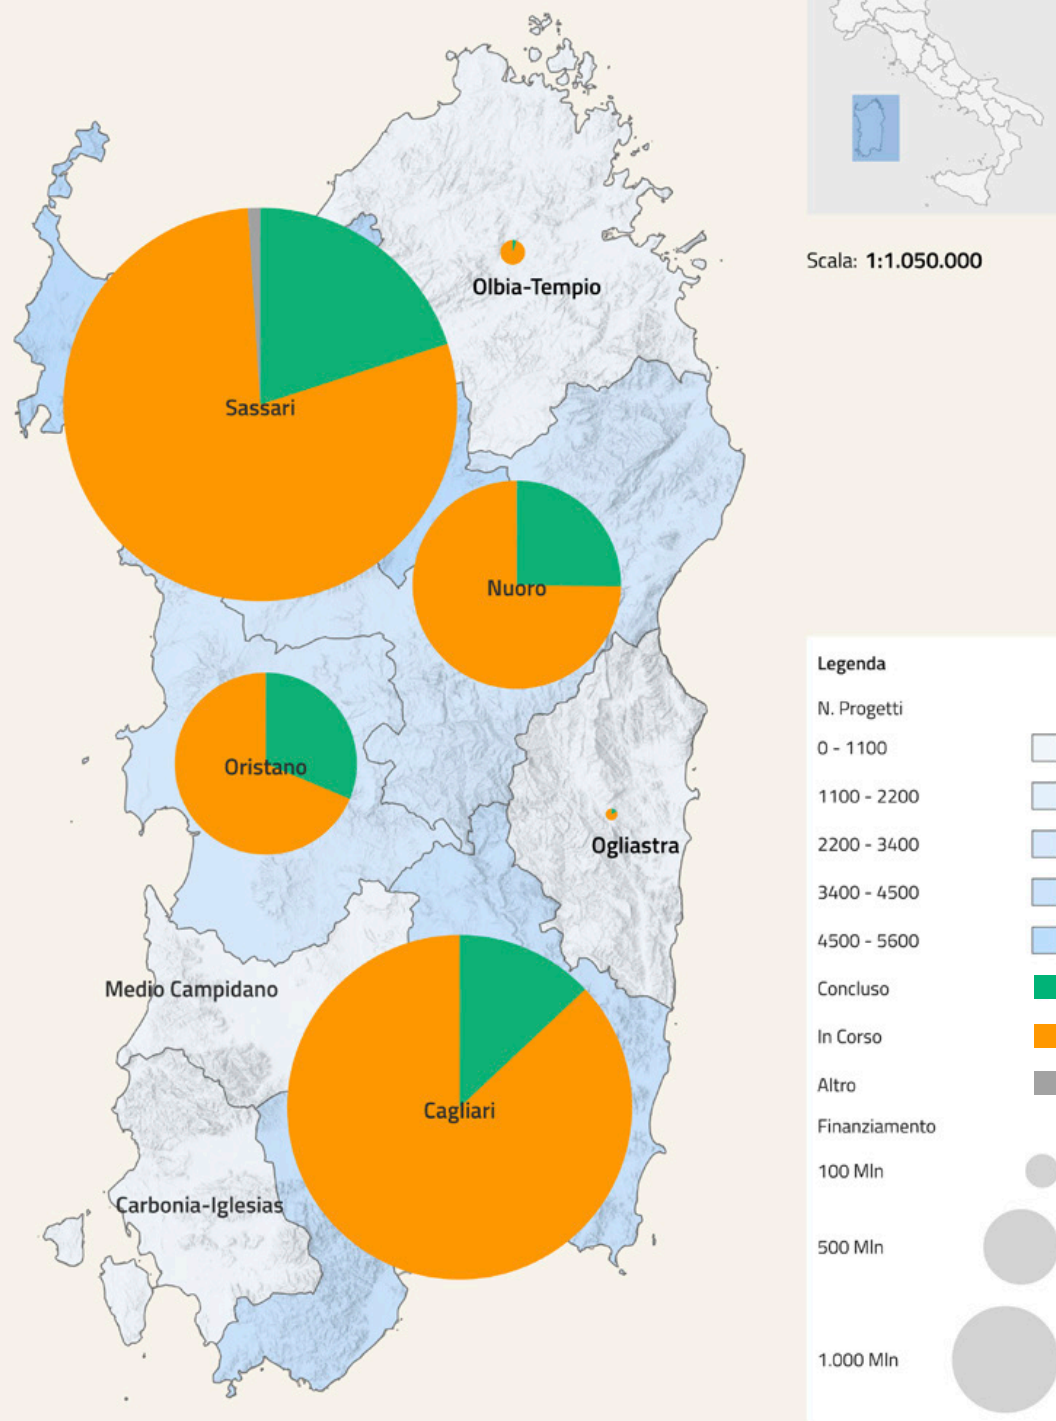 Scala: 1:1.050.000
Olbia-Tempio
Sassari
Nuoro
Oristano
Ogliastra
Medio Campidano
Cagliari
Carbonia-Iglesias
Legenda
N. Progetti
0 - 1100
1100 - 2200
2200 - 3400
3400 - 4500
4500 - 5600
Concluso
In Corso
Altro
Finanziamento
100 Mln
500 Mln
1.000 Mln